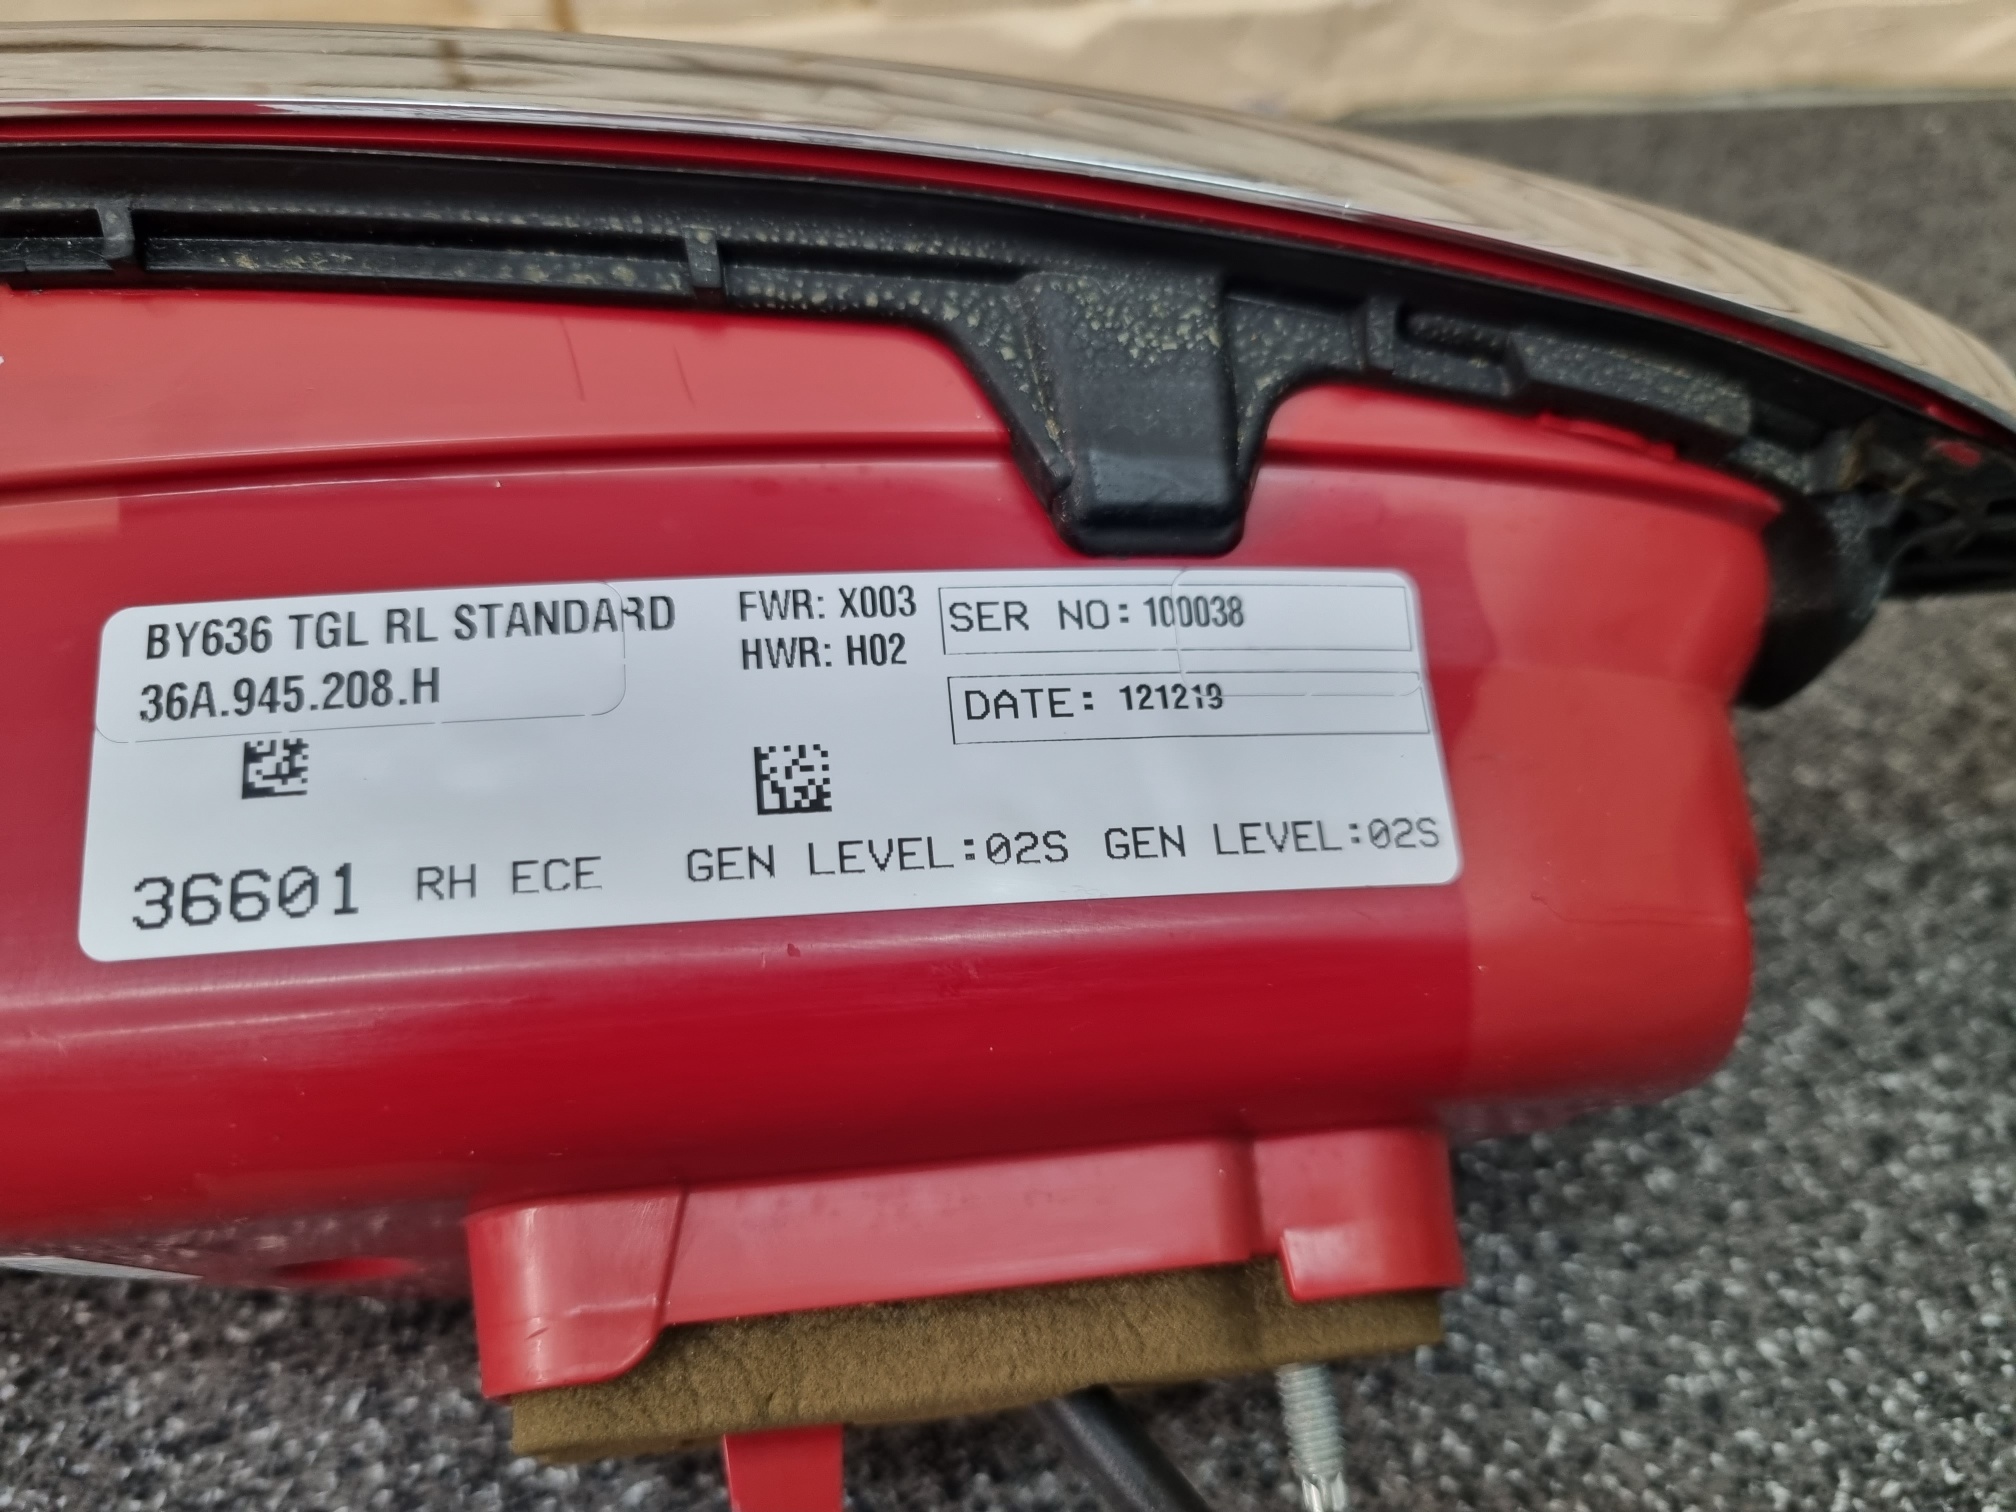 BY636 TGL RL STANDARD
36A.945.208.H
FWR: X003
HWR: H02
SER NO: 100038
DATE: 121219
36601 RH ECE GEN LEVEL:02S GEN LEVEL:02S